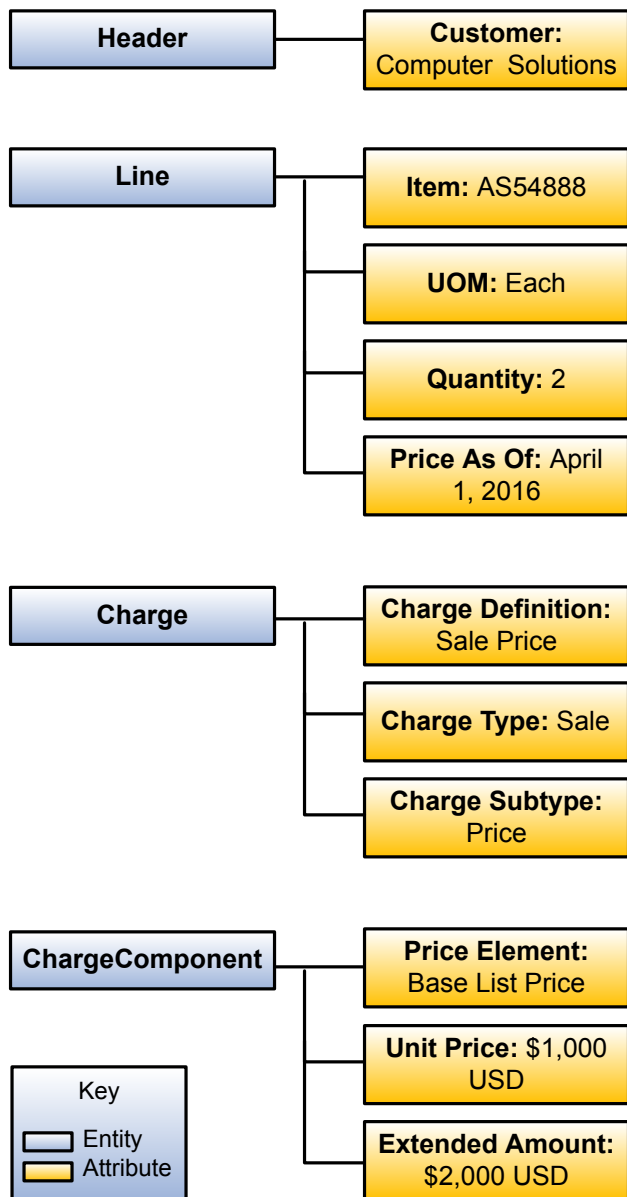 Header
Customer:
Computer Solutions
Line
Item: AS54888
UOM: Each
Quantity: 2
Price As Of: April
1, 2016
Charge
Charge Definition:
Sale Price
Charge Type: Sale
Charge Subtype:
Price
ChargeComponent
Price Element:
Base List Price
Unit Price: $1,000
USD
Extended Amount:
$2,000 USD
Key
Entity
Attribute